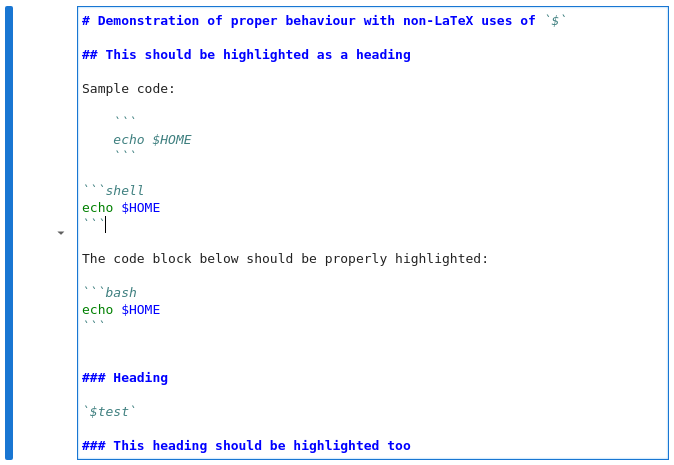 # Demonstration of proper behaviour with non-LaTeX uses of `$`
## This should be highlighted as a heading
Sample code:
    ```
    echo $HOME
    ```
```shell
echo $HOME
```
The code block below should be properly highlighted:
```bash
echo $HOME
```
### Heading
`$test`
### This heading should be highlighted too